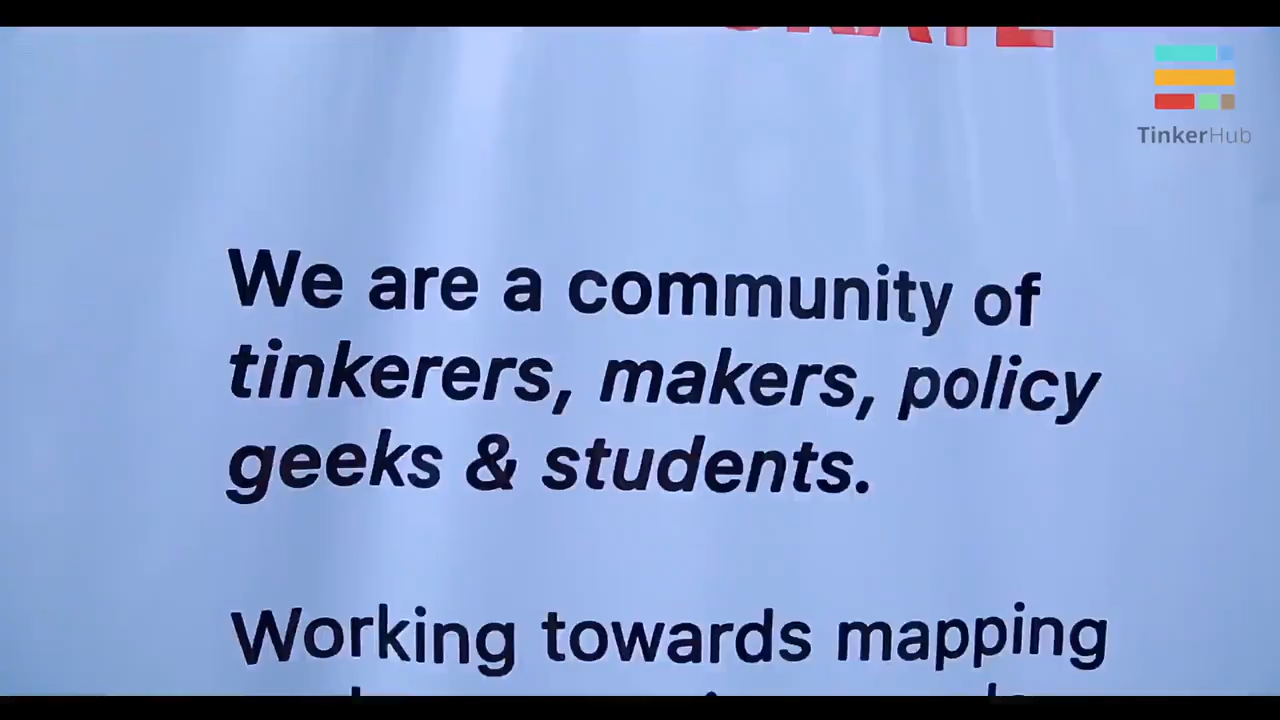 TinkerHub
We are a community of
tinkerers, makers, policy
geeks & students.
Working towards mapping